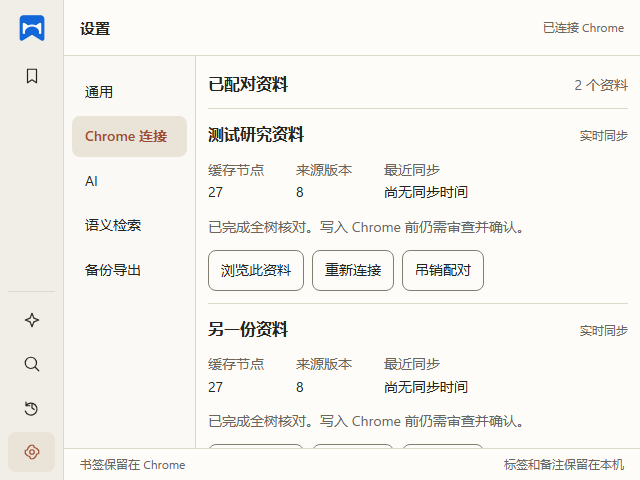 设置
已连接 Chrome
通用
Chrome 连接
AI
语义检索
备份导出
已配对资料
2 个资料
测试研究资料
实时同步
缓存节点 来源版本 最近同步
27 8 尚无同步时间
已完成全树核对。写入 Chrome 前仍需审查并确认。
浏览此资料 重新连接 吊销配对
另一份资料
实时同步
缓存节点 来源版本 最近同步
27 8 尚无同步时间
已完成全树核对。写入 Chrome 前仍需审查并确认。
书签保留在 Chrome
标签和备注保留在本机